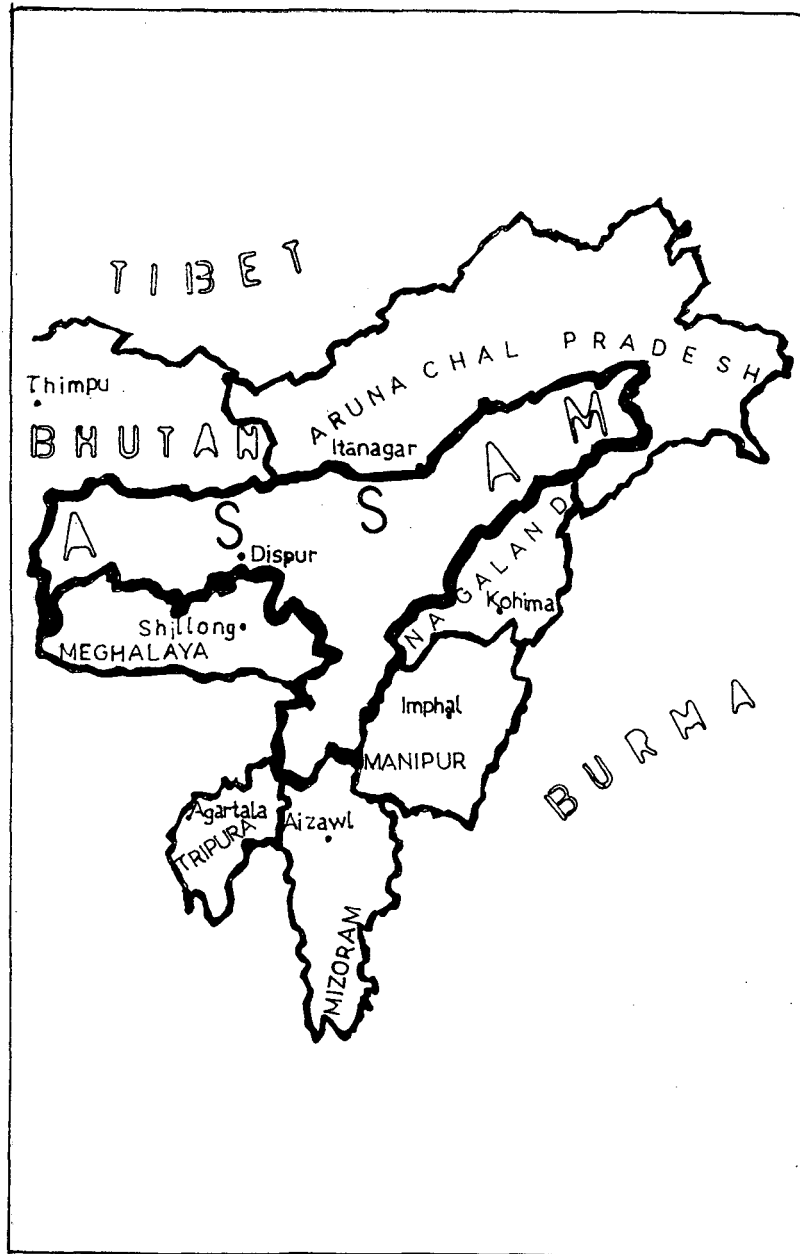 TIBET
ARUNACHAL PRADESH
Thimpu
BHUTAN
Itanagar
ASSAM
Dispur
NAGALAND
Kohima
Shillong
MEGHALAYA
Imphal
BURMA
MANIPUR
Agartala
TRIPURA
Aizawl
MIZORAM